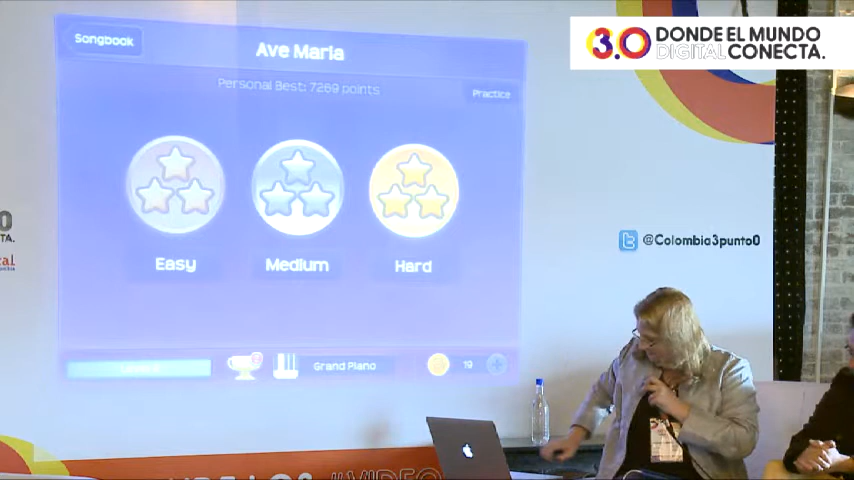 3.0 DONDE EL MUNDO
DIGITAL CONECTA.
Songbook
Ave Maria
Personal Best: 7269 points
Practice
Easy
Medium
Hard
@Colombia3punto0
Grand Piano
19